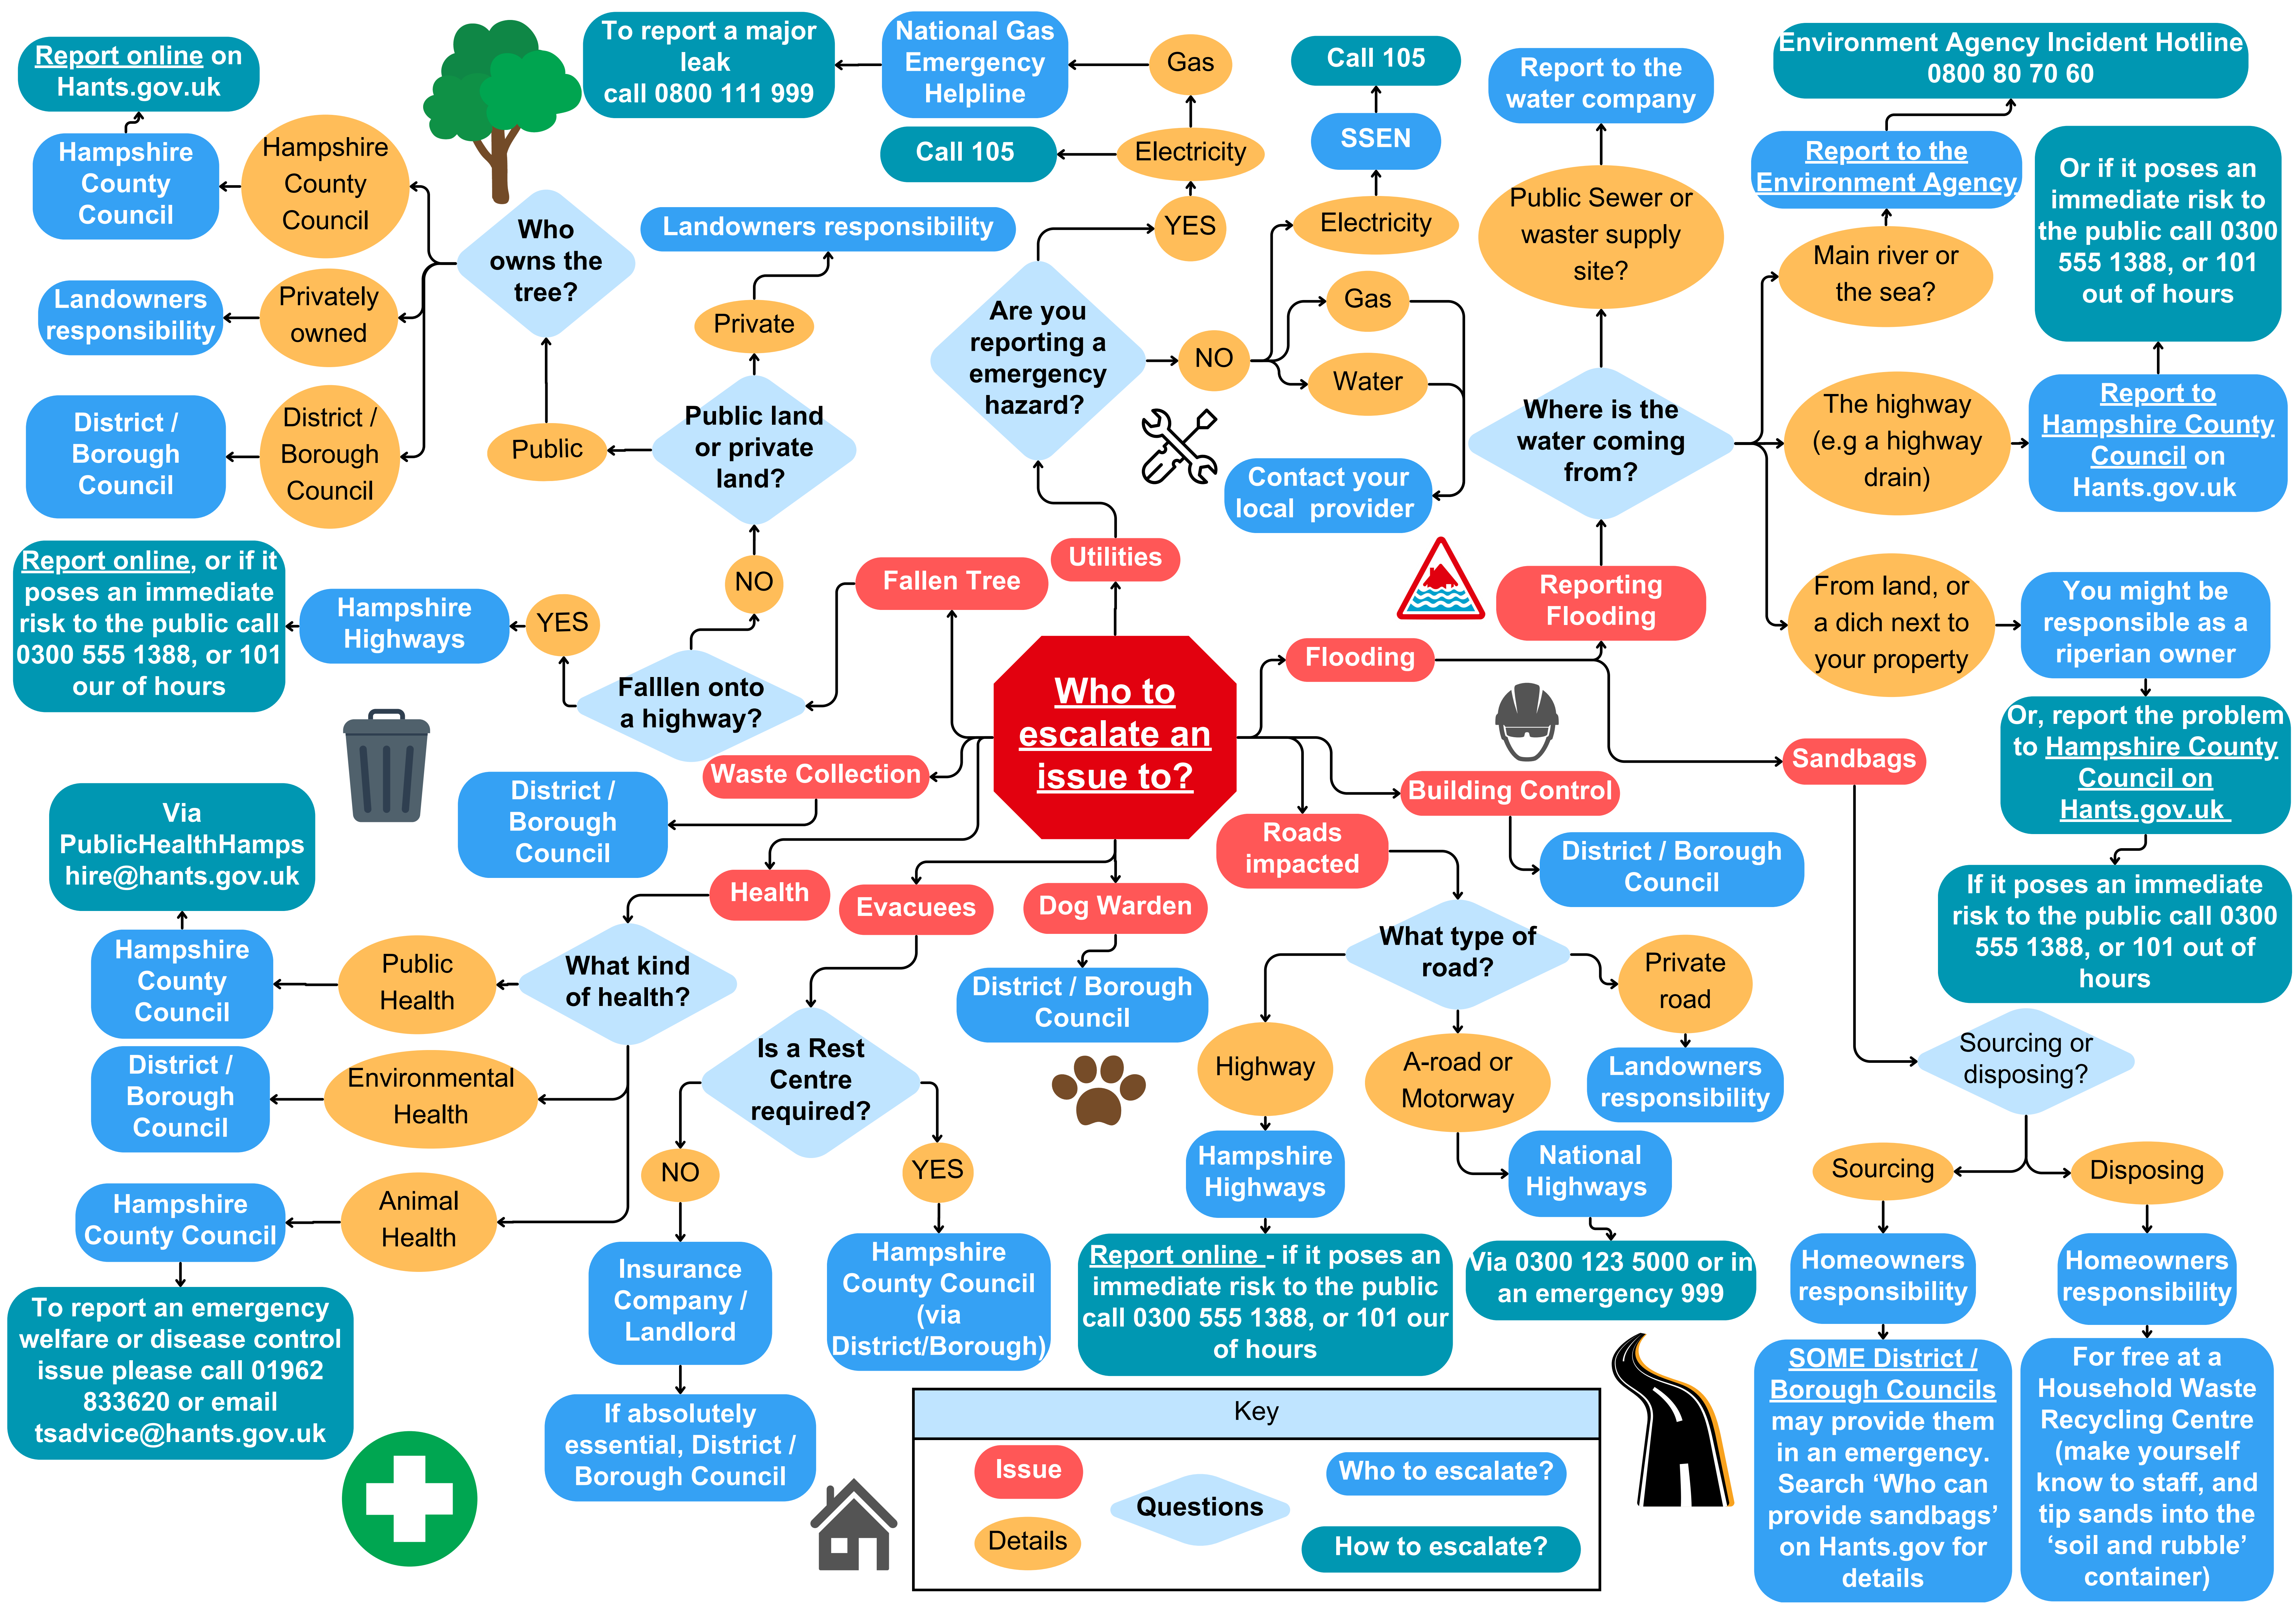 Report online on
Hants.gov.uk
Hampshire
County
Council
Hampshire
County
Council
Landowners
responsibility
Privately
owned
District /
Borough
Council
District /
Borough
Council
Who
owns the
tree?
Public
Public land
or private
land?
Private
Landowners responsibility
NO
Fallen Tree
Falllen onto
a highway?
YES
Hampshire
Highways
Report online, or if it
poses an immediate
risk to the public call
0300 555 1388, or 101
our of hours
To report a major
leak
call 0800 111 999
National Gas
Emergency
Helpline
Gas
Call 105
Electricity
YES
Are you
reporting a
emergency
hazard?
NO
Call 105
SSEN
Electricity
Gas
Water
Contact your
local provider
Utilities
Report to the
water company
Public Sewer or
waster supply
site?
Where is the
water coming
from?
Reporting
Flooding
Flooding
Environment Agency Incident Hotline
0800 80 70 60
Report to the
Environment Agency
Main river or
the sea?
Or if it poses an
immediate risk to
the public call 0300
555 1388, or 101
out of hours
The highway
(e.g a highway
drain)
Report to
Hampshire County
Council on
Hants.gov.uk
From land, or
a dich next to
your property
You might be
responsible as a
riperian owner
Or, report the problem
to Hampshire County
Council on
Hants.gov.uk
If it poses an immediate
risk to the public call 0300
555 1388, or 101 out of
hours
Who to
escalate an
issue to?
Waste Collection
District /
Borough
Council
Health
Via
PublicHealthHamps
hire@hants.gov.uk
Hampshire
County
Council
Public
Health
What kind
of health?
District /
Borough
Council
Environmental
Health
Hampshire
County Council
Animal
Health
To report an emergency
welfare or disease control
issue please call 01962
833620 or email
tsadvice@hants.gov.uk
Evacuees
Is a Rest
Centre
required?
NO
YES
Insurance
Company /
Landlord
If absolutely
essential, District /
Borough Council
Hampshire
County Council
(via
District/Borough)
Dog Warden
District / Borough
Council
Roads
impacted
What type of
road?
Highway
Hampshire
Highways
Report online - if it poses an
immediate risk to the public
call 0300 555 1388, or 101 our
of hours
A-road or
Motorway
National
Highways
Via 0300 123 5000 or in
an emergency 999
Private
road
Landowners
responsibility
Building Control
District / Borough
Council
Sandbags
Sourcing or
disposing?
Sourcing
Disposing
Homeowners
responsibility
Homeowners
responsibility
SOME District /
Borough Councils
may provide them
in an emergency.
Search ‘Who can
provide sandbags’
on Hants.gov for
details
For free at a
Household Waste
Recycling Centre
(make yourself
know to staff, and
tip sands into the
‘soil and rubble’
container)
Key
Issue
Details
Questions
Who to escalate?
How to escalate?